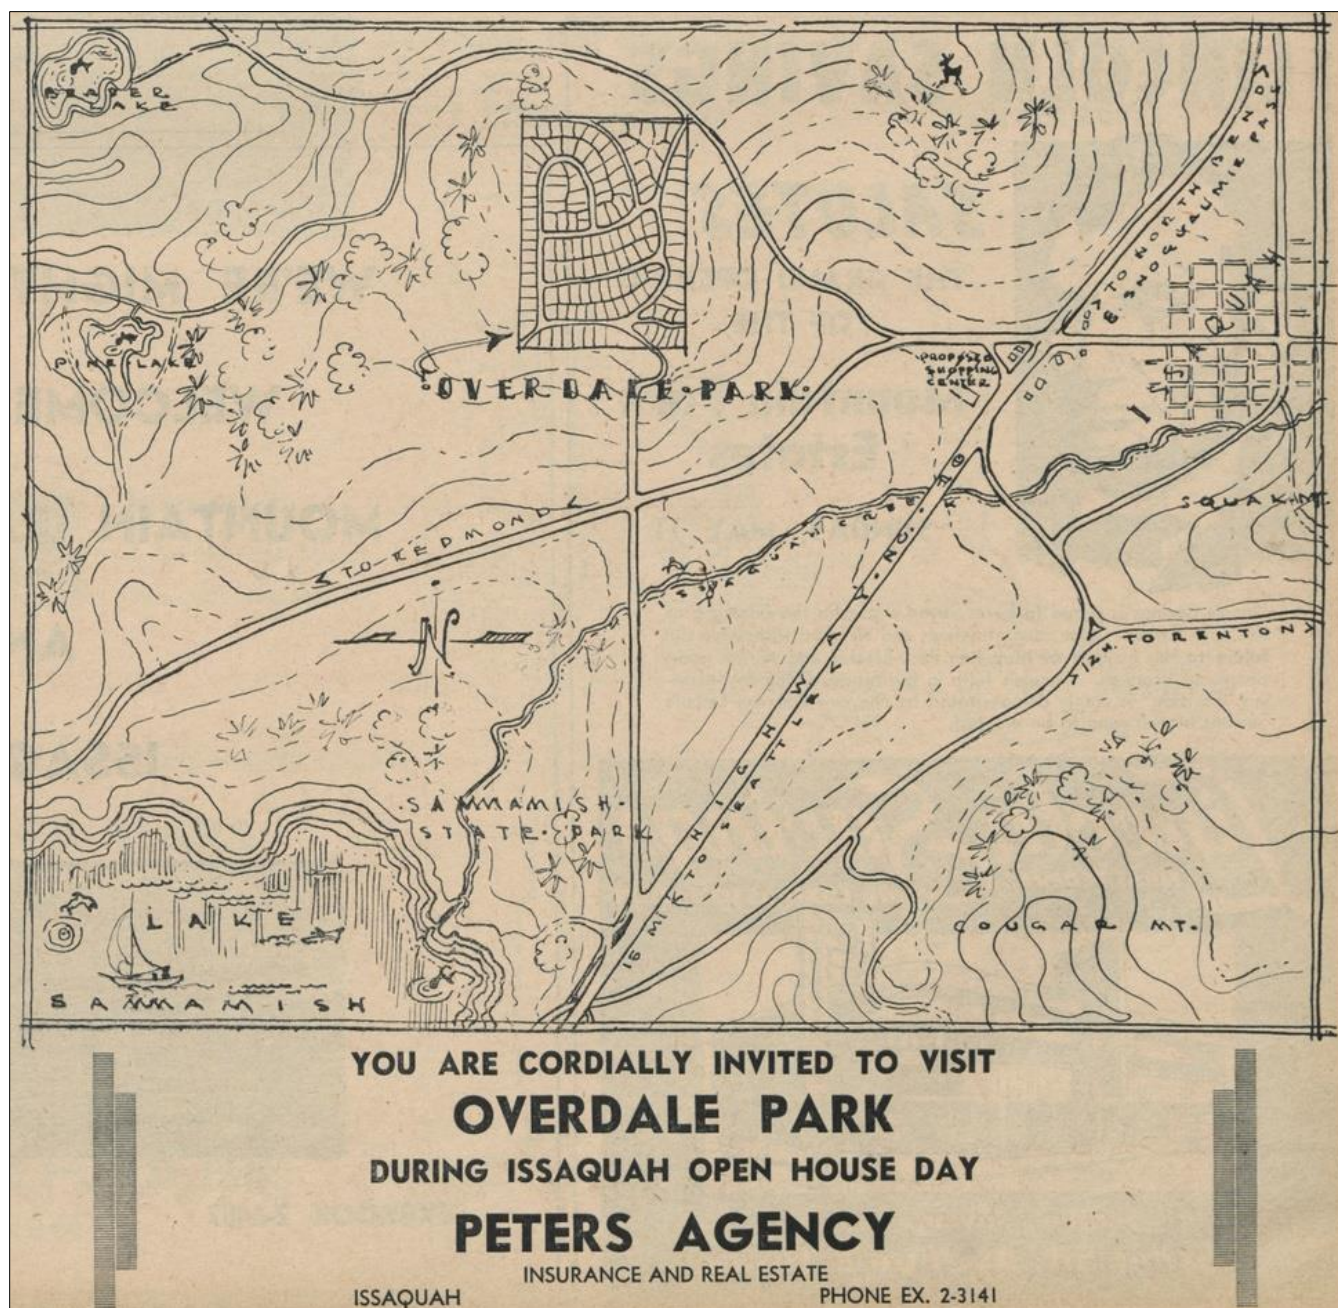 BEAVER
LAKE
PINE LAKE
TO NORTH BEND
& SNOQUALMIE PASS
ISSAQUAH
PROPOSED
SHOPPING
CENTER
OVERDALE · PARK ·
SQUAK MT.
TO REDMOND
ISSAQUAH CREEK
N
HIGHWAY NO. 10
16 MI TO SEATTLE
12 M. TO RENTON
SAMMAMISH
STATE · PARK
LAKE
SAMMAMISH
COUGAR MT.
YOU ARE CORDIALLY INVITED TO VISIT
OVERDALE PARK
DURING ISSAQUAH OPEN HOUSE DAY
PETERS AGENCY
INSURANCE AND REAL ESTATE
ISSAQUAH PHONE EX. 2-3141